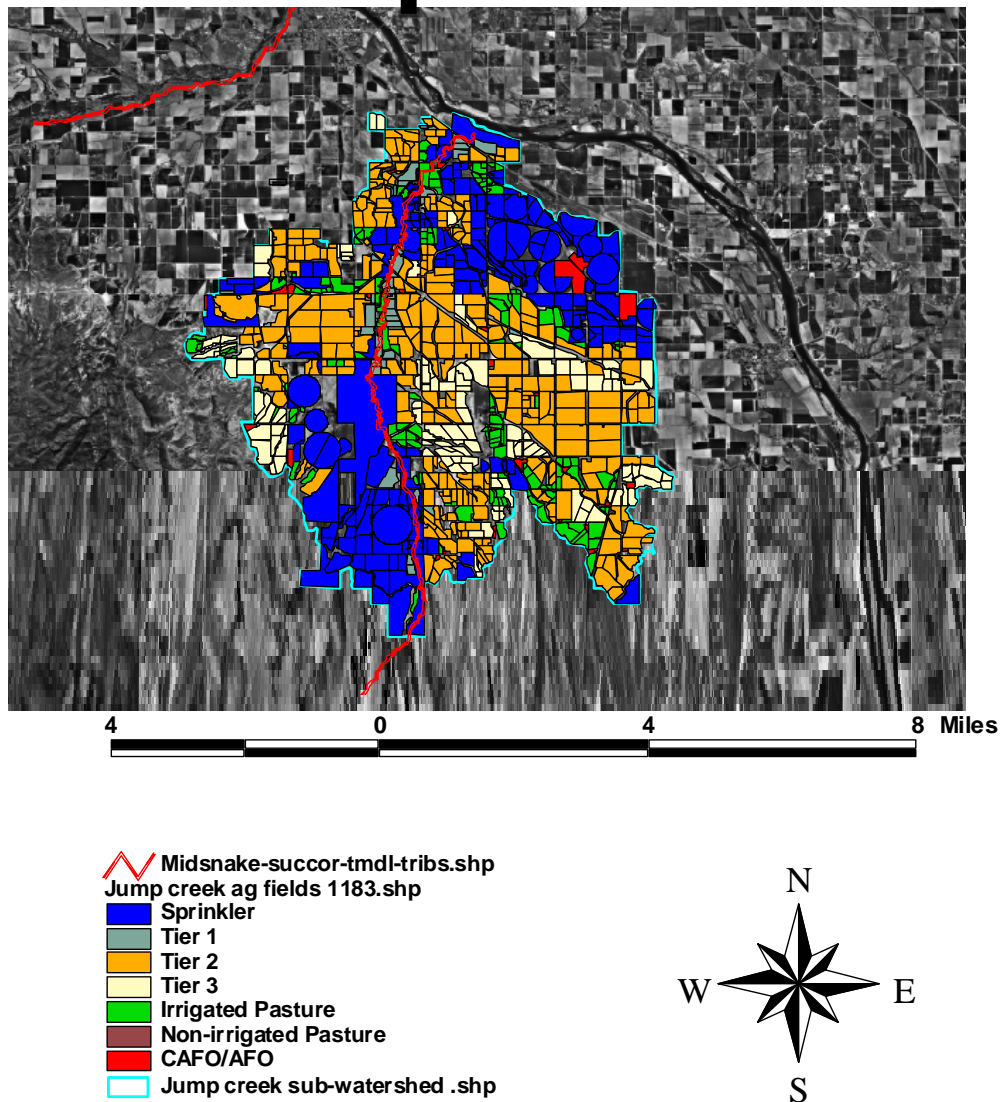 4 0 4 8 Miles
Midsnake-succor-tmdl-tribs.shp
Jump creek ag fields 1183.shp
Sprinkler
Tier 1
Tier 2
Tier 3
Irrigated Pasture
Non-irrigated Pasture
CAFO/AFO
Jump creek sub-watershed .shp
N
W E
S